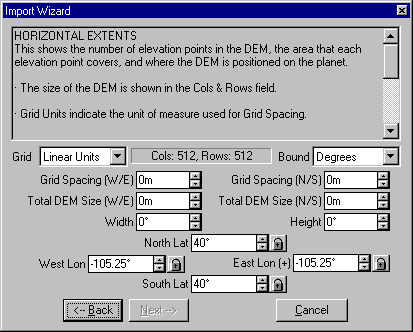 Import Wizard
HORIZONTAL EXTENTS
This shows the number of elevation points in the DEM, the area that each
elevation point covers, and where the DEM is positioned on the planet.
· The size of the DEM is shown in the Cols & Rows field.
· Grid Units indicate the unit of measure used for Grid Spacing.
Grid Linear Units Cols: 512, Rows: 512 Bound Degrees
Grid Spacing (W/E) 0m Grid Spacing (N/S) 0m
Total DEM Size (W/E) 0m Total DEM Size (N/S) 0m
Width 0° Height 0°
North Lat 40°
West Lon -105.25° East Lon (+) -105.25°
South Lat 40°
<-- Back Next --> Cancel